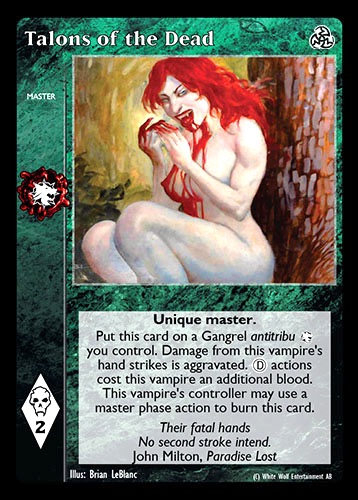 Talons of the Dead
MASTER
Unique master.
Put this card on a Gangrel antitribu
you control. Damage from this vampire's
hand strikes is aggravated. D actions
cost this vampire an additional blood.
This vampire's controller may use a
master phase action to burn this card.
Their fatal hands
No second stroke intend.
John Milton, Paradise Lost
2
Illus: Brian LeBlanc
(C) White Wolf Entertainment AB